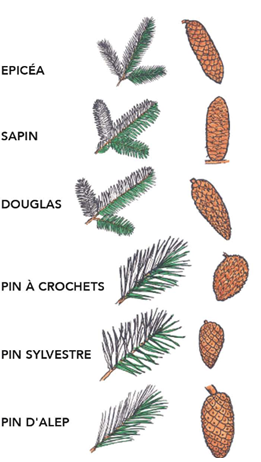 EPICÉA
SAPIN
DOUGLAS
PIN À CROCHETS
PIN SYLVESTRE
PIN D'ALEP